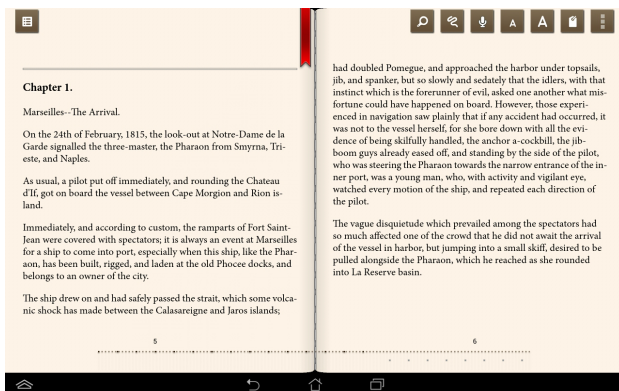 A
A
Chapter 1.
Marseilles--The Arrival.
On the 24th of February, 1815, the look-out at Notre-Dame de la
Garde signalled the three-master, the Pharaon from Smyrna, Tri-
este, and Naples.
As usual, a pilot put off immediately, and rounding the Chateau
d'If, got on board the vessel between Cape Morgion and Rion is-
land.
Immediately, and according to custom, the ramparts of Fort Saint-
Jean were covered with spectators; it is always an event at Marseilles
for a ship to come into port, especially when this ship, like the Phar-
aon, has been built, rigged, and laden at the old Phocee docks, and
belongs to an owner of the city.
The ship drew on and had safely passed the strait, which some volca-
nic shock has made between the Calasareigne and Jaros islands;
5
had doubled Pomegue, and approached the harbor under topsails,
jib, and spanker, but so slowly and sedately that the idlers, with that
instinct which is the forerunner of evil, asked one another what mis-
fortune could have happened on board. However, those experi-
enced in navigation saw plainly that if any accident had occurred, it
was not to the vessel herself, for she bore down with all the evi-
dence of being skilfully handled, the anchor a-cockbill, the jib-
boom guys already eased off, and standing by the side of the pilot,
who was steering the Pharaon towards the narrow entrance of the in-
ner port, was a young man, who, with activity and vigilant eye,
watched every motion of the ship, and repeated each direction of
the pilot.
The vague disquietude which prevailed among the spectators had
so much affected one of the crowd that he did not await the arrival
of the vessel in harbor, but jumping into a small skiff, desired to be
pulled alongside the Pharaon, which he reached as she rounded
into La Reserve basin.
6